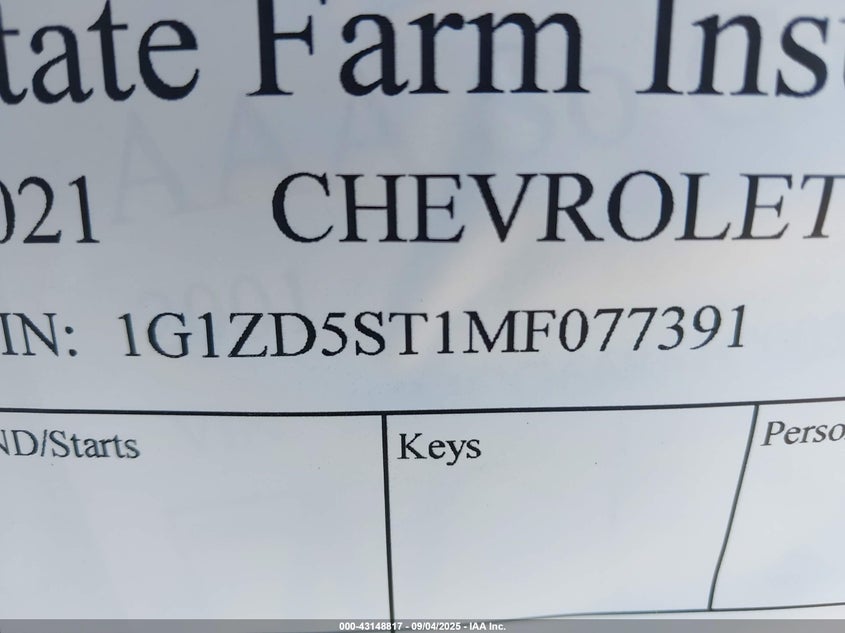 tate Farm Ins
021 CHEVROLET
IN: 1G1ZD5ST1MF077391
ND/Starts Keys Perso
000-43148817 - 09/04/2025 - IAA Inc.